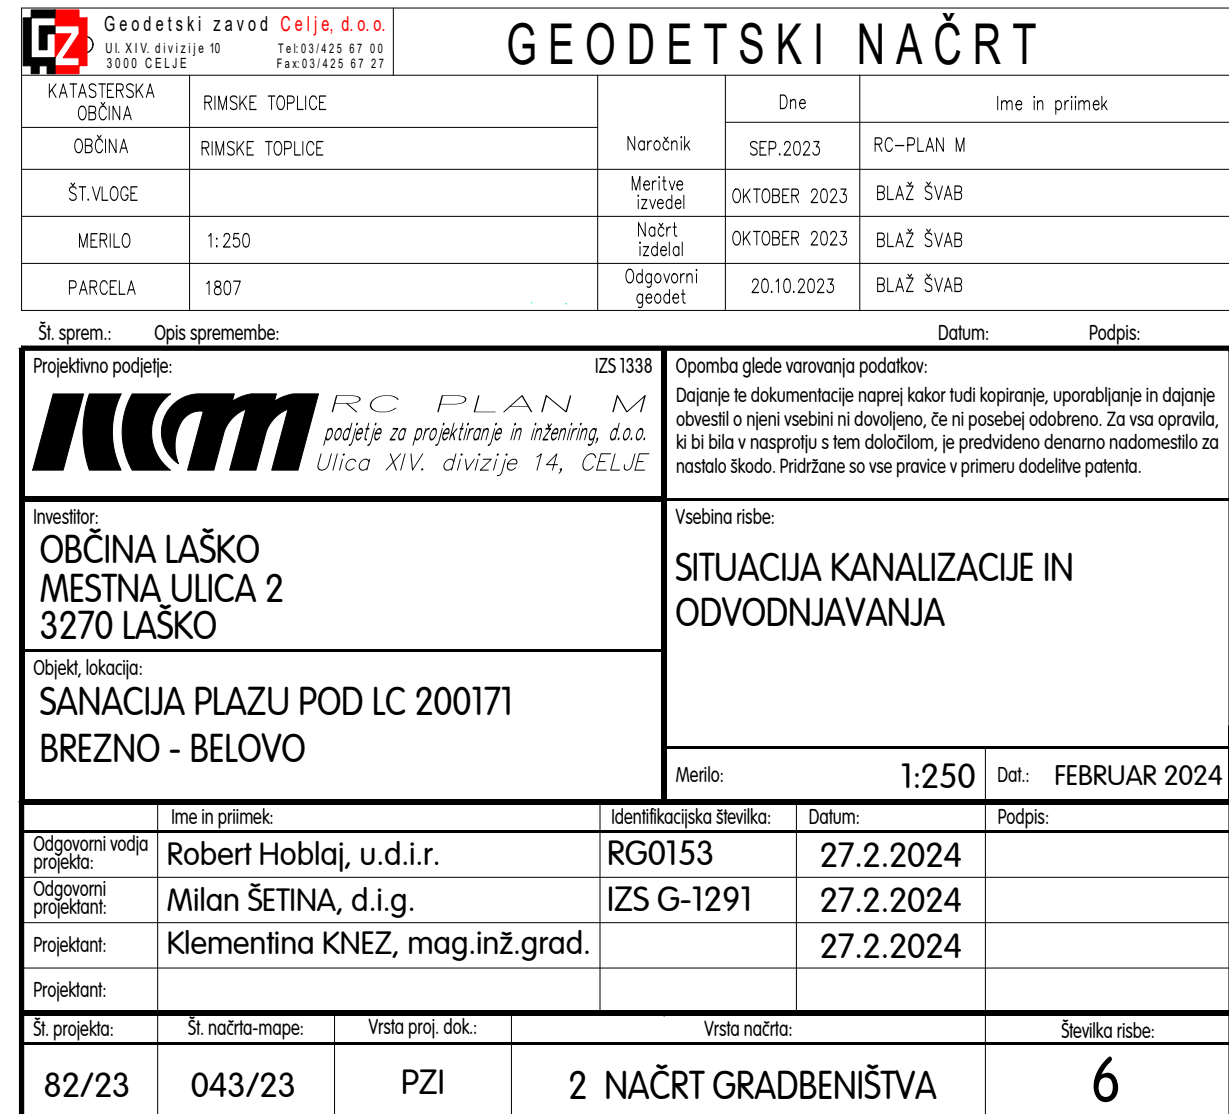 GZ Geodetski zavod Celje, d.o.o.
Ul. XIV. divizije 10 Tel:03/425 67 00
3000 CELJE Fax:03/425 67 27
GEODETSKI NAČRT
KATASTERSKA OBČINA RIMSKE TOPLICE Dne Ime in priimek
OBČINA RIMSKE TOPLICE Naročnik SEP.2023 RC-PLAN M
ŠT.VLOGE Meritve izvedel OKTOBER 2023 BLAŽ ŠVAB
MERILO 1:250 Načrt izdelal OKTOBER 2023 BLAŽ ŠVAB
PARCELA 1807 Odgovorni geodet 20.10.2023 BLAŽ ŠVAB
Št. sprem.: Opis spremembe: Datum: Podpis:
Projektivno podjetje: IZS 1338
RC PLAN M
podjetje za projektiranje in inženiring, d.o.o.
Ulica XIV. divizije 14, CELJE
Opomba glede varovanja podatkov:
Dajanje te dokumentacije naprej kakor tudi kopiranje, uporabljanje in dajanje
obvestil o njeni vsebini ni dovoljeno, če ni posebej odobreno. Za vsa opravila,
ki bi bila v nasprotju s tem določilom, je predvideno denarno nadomestilo za
nastalo škodo. Pridržane so vse pravice v primeru dodelitve patenta.
Investitor:
OBČINA LAŠKO
MESTNA ULICA 2
3270 LAŠKO
Vsebina risbe:
SITUACIJA KANALIZACIJE IN
ODVODNJAVANJA
Objekt, lokacija:
SANACIJA PLAZU POD LC 200171
BREZNO - BELOVO
Merilo: 1:250 Dat.: FEBRUAR 2024
Ime in priimek: Identifikacijska številka: Datum: Podpis:
Odgovorni vodja projekta: Robert Hoblaj, u.d.i.r. RG0153 27.2.2024
Odgovorni projektant: Milan ŠETINA, d.i.g. IZS G-1291 27.2.2024
Projektant: Klementina KNEZ, mag.inž.grad. 27.2.2024
Projektant:
Št. projekta: Št. načrta-mape: Vrsta proj. dok.: Vrsta načrta: Številka risbe:
82/23 043/23 PZI 2 NAČRT GRADBENIŠTVA 6